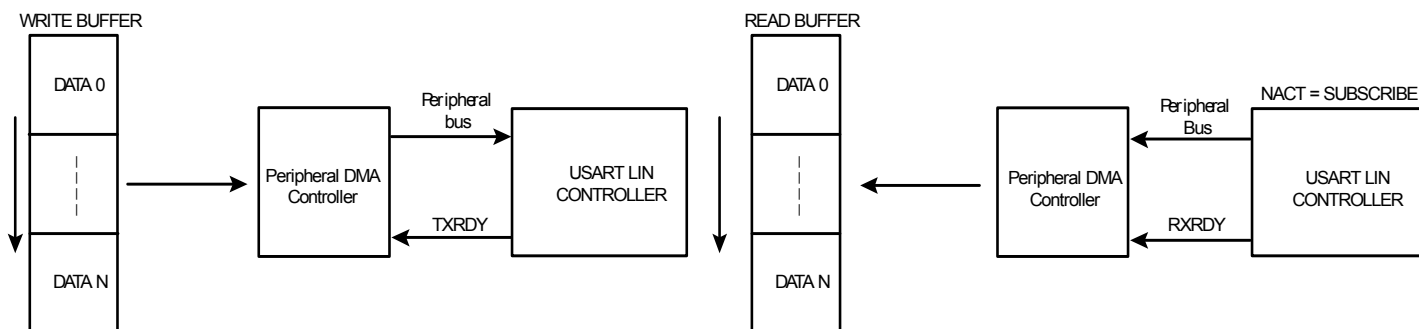 WRITE BUFFER
DATA 0
DATA N
Peripheral DMA
Controller
Peripheral
bus
TXRDY
USART LIN
CONTROLLER
READ BUFFER
DATA 0
DATA N
Peripheral DMA
Controller
Peripheral
Bus
RXRDY
NACT = SUBSCRIBE
USART LIN
CONTROLLER